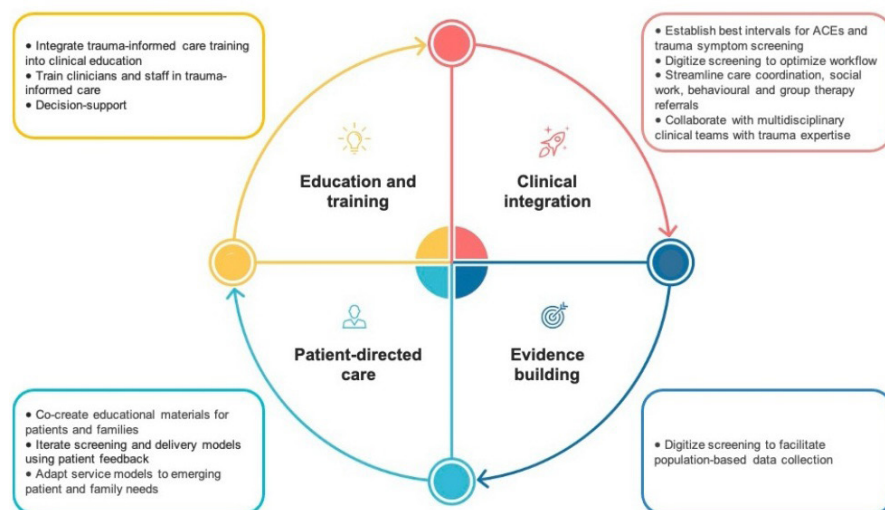 • Integrate trauma-informed care training
into clinical education
• Train clinicians and staff in trauma-
informed care
• Decision-support
• Establish best intervals for ACEs and
trauma symptom screening
• Digitize screening to optimize workflow
• Streamline care coordination, social
work, behavioural and group therapy
referrals
• Collaborate with multidisciplinary
clinical teams with trauma expertise
Education and
training
Clinical
integration
Patient-directed
care
Evidence
building
• Co-create educational materials for
patients and families
• Iterate screening and delivery models
using patient feedback
• Adapt service models to emerging
patient and family needs
• Digitize screening to facilitate
population-based data collection